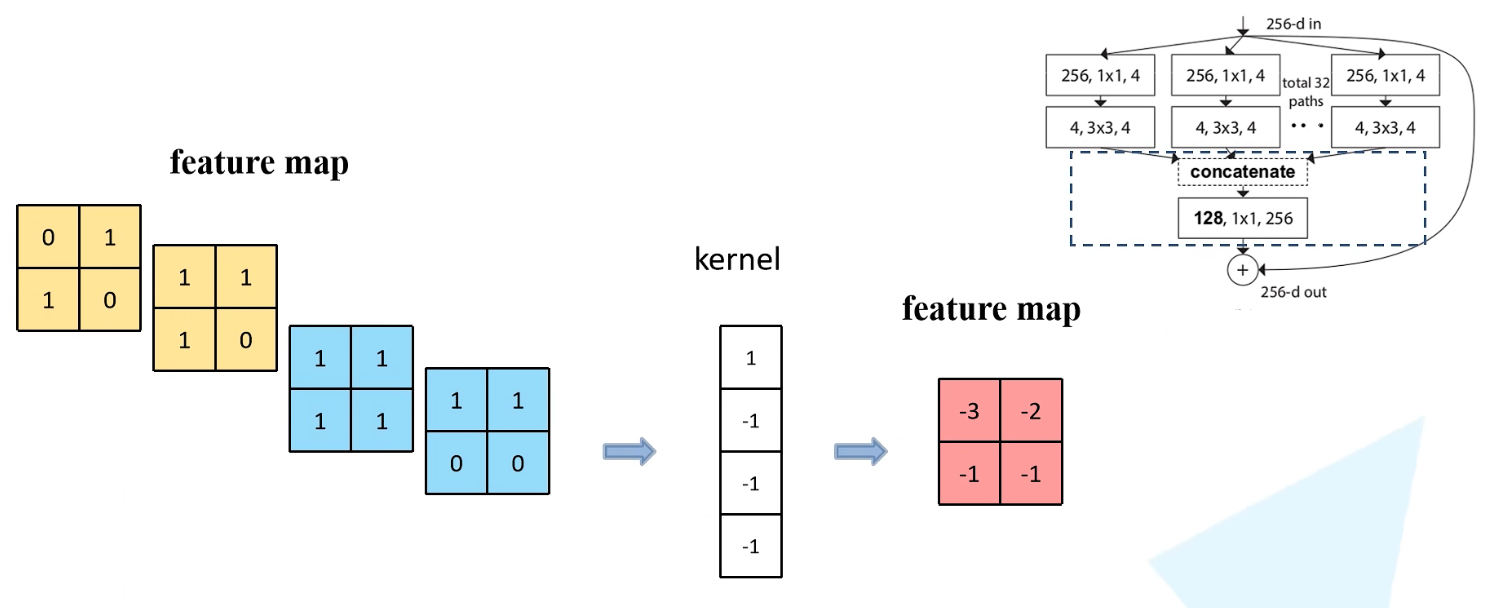 256-d in
256, 1x1, 4
256, 1x1, 4
total 32
paths
256, 1x1, 4
4, 3x3, 4
4, 3x3, 4
• • •
4, 3x3, 4
concatenate
128, 1x1, 256
+
256-d out
feature map
0 1
1 0
1 1
1 0
1 1
1 1
1 1
0 0
kernel
1
-1
-1
-1
feature map
-3 -2
-1 -1